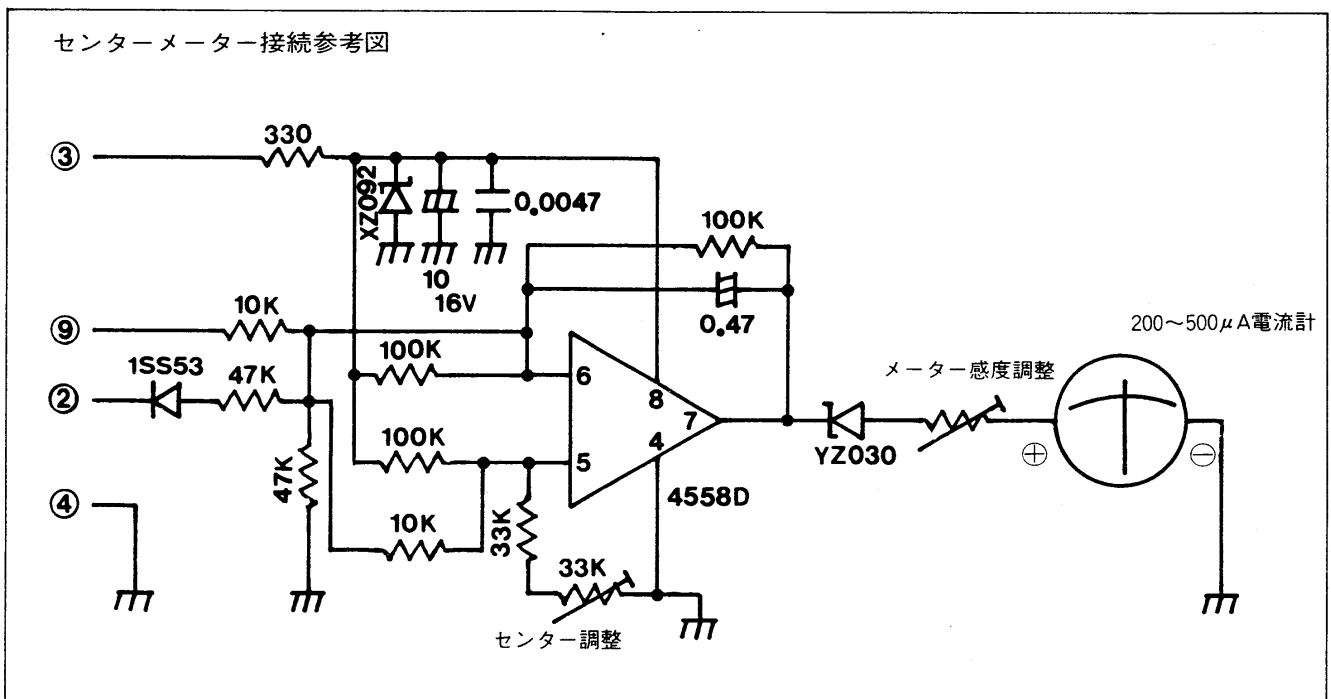 センターメーター接続参考図
③
330
XZ092
10
16V
0.0047
100K
0.47
⑨
10K
100K
6
8
7
4
5
4558D
②
1SS53
47K
47K
100K
10K
33K
33K
センター調整
④
YZ030
メーター感度調整
200〜500μA電流計
⊕
⊖